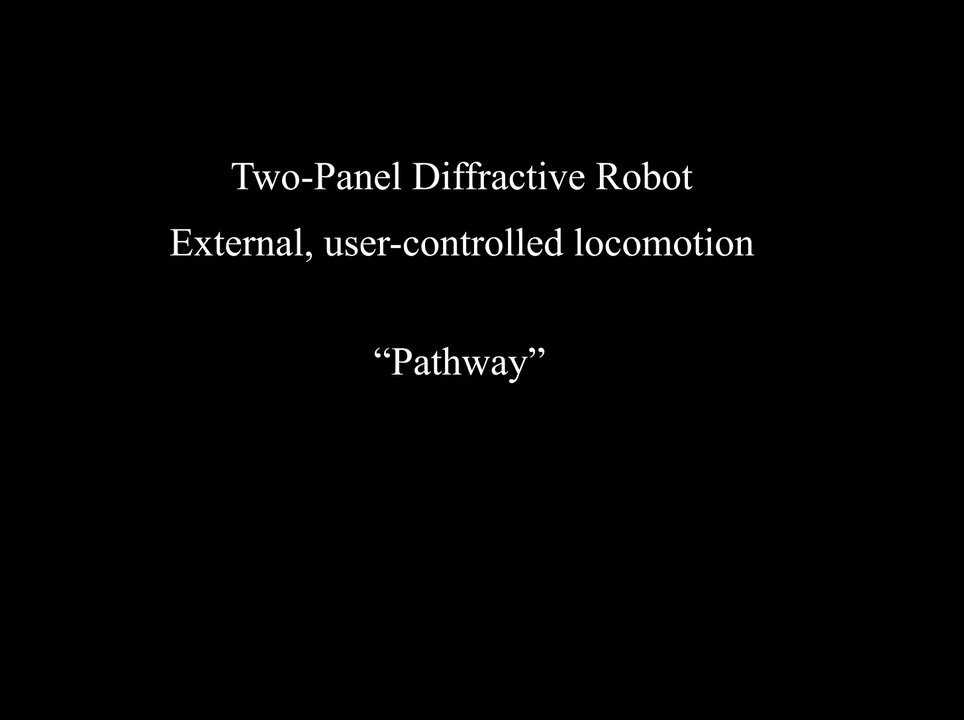 Two-Panel Diffractive Robot
External, user-controlled locomotion
“Pathway”